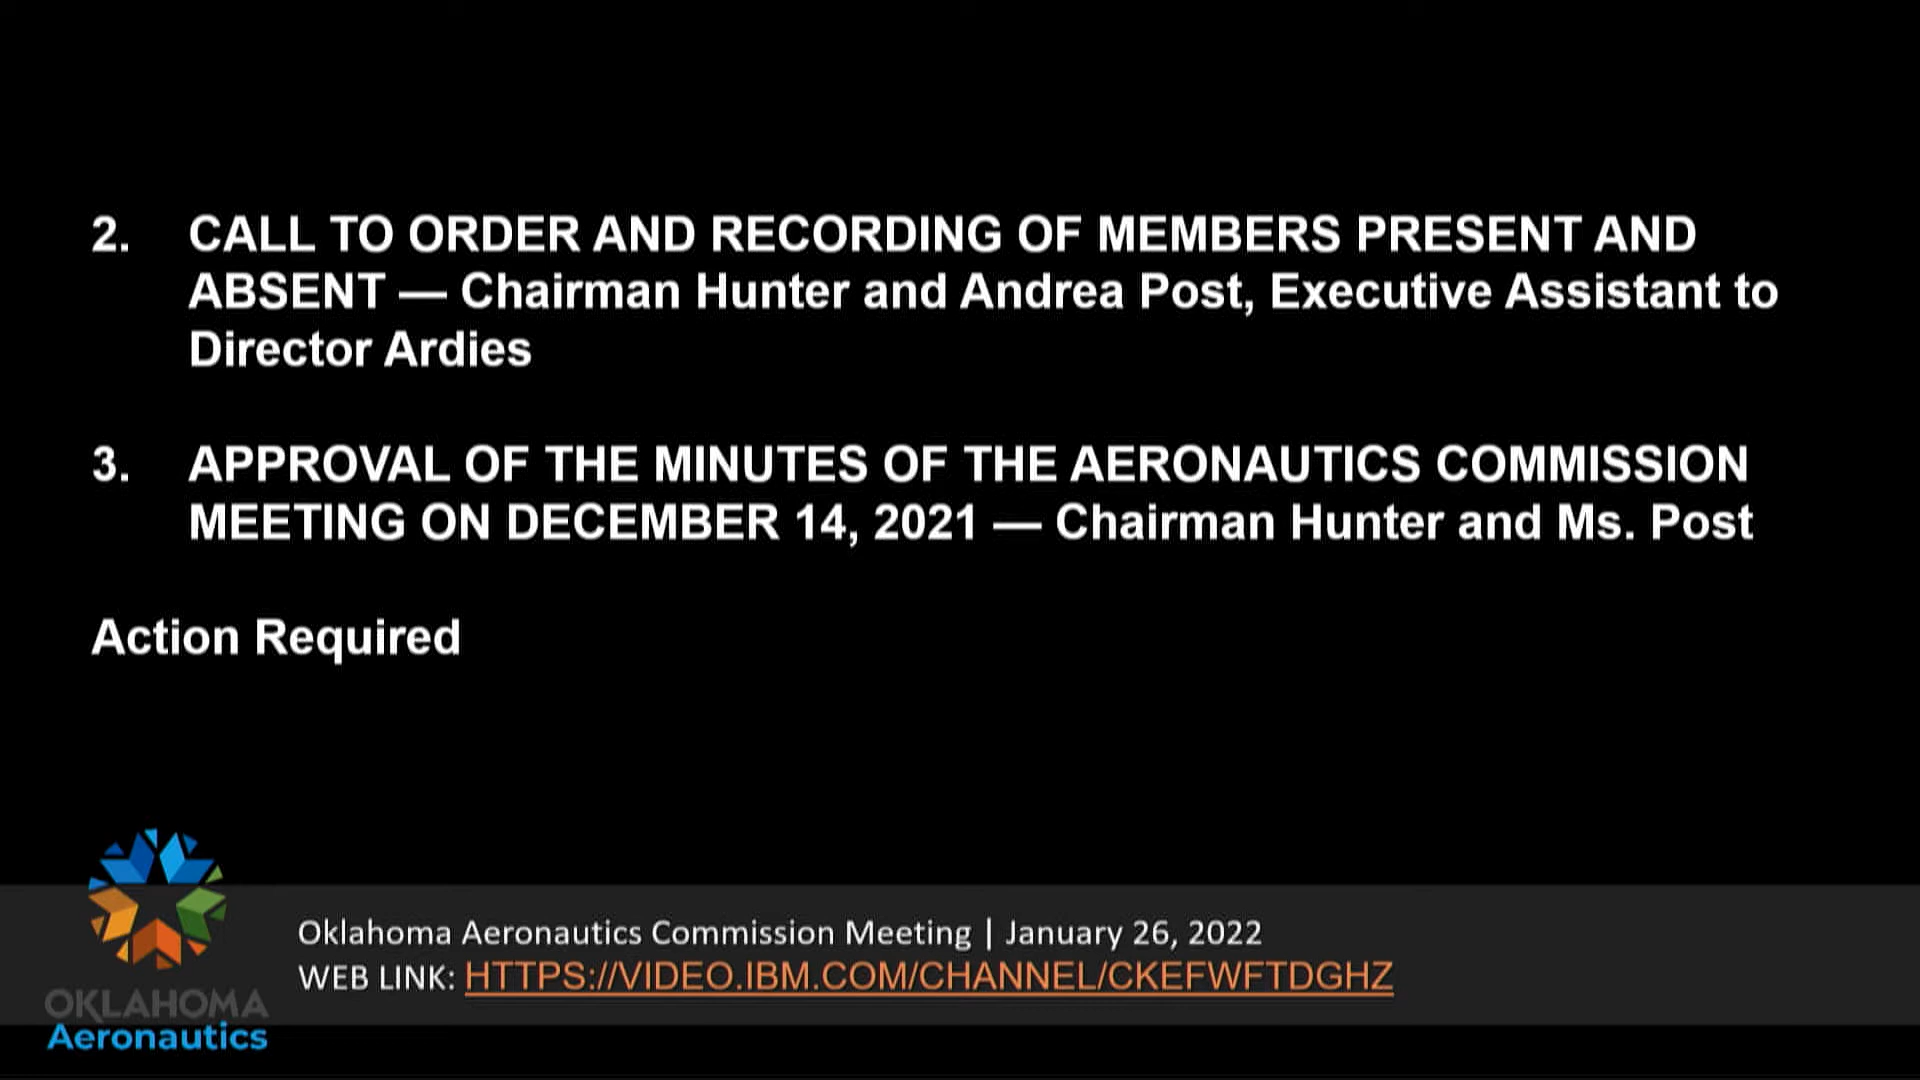 2. CALL TO ORDER AND RECORDING OF MEMBERS PRESENT AND
ABSENT — Chairman Hunter and Andrea Post, Executive Assistant to
Director Ardies
3. APPROVAL OF THE MINUTES OF THE AERONAUTICS COMMISSION
MEETING ON DECEMBER 14, 2021 — Chairman Hunter and Ms. Post
Action Required
Oklahoma Aeronautics Commission Meeting | January 26, 2022
WEB LINK: HTTPS://VIDEO.IBM.COM/CHANNEL/CKEFWFTDGHZ
OKLAHOMA
Aeronautics